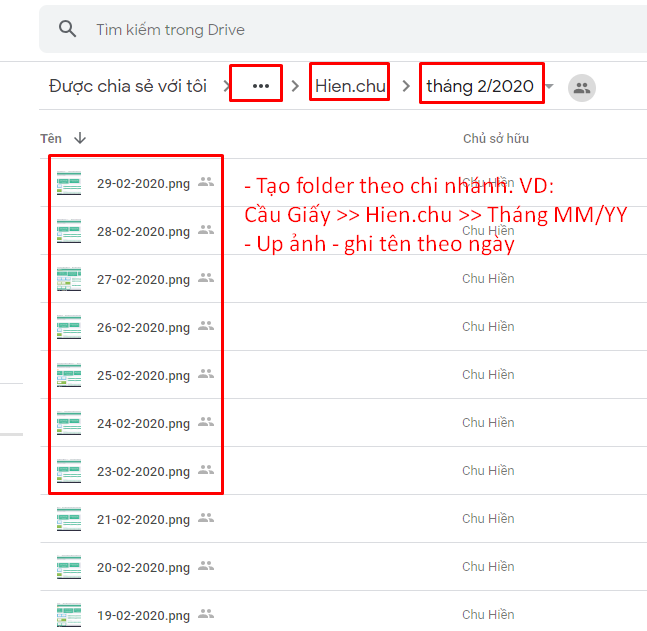 Tìm kiếm trong Drive
Được chia sẻ với tôi > ... > Hien.chu > tháng 2/2020
Tên Chủ sở hữu
29-02-2020.png Chu Hiền
- Tạo folder theo chi nhánh. VD:
Cầu Giấy >> Hien.chu >> Tháng MM/YY
28-02-2020.png Chu Hiền
- Up ảnh - ghi tên theo ngày
27-02-2020.png Chu Hiền
26-02-2020.png Chu Hiền
25-02-2020.png Chu Hiền
24-02-2020.png Chu Hiền
23-02-2020.png Chu Hiền
21-02-2020.png Chu Hiền
20-02-2020.png Chu Hiền
19-02-2020.png Chu Hiền